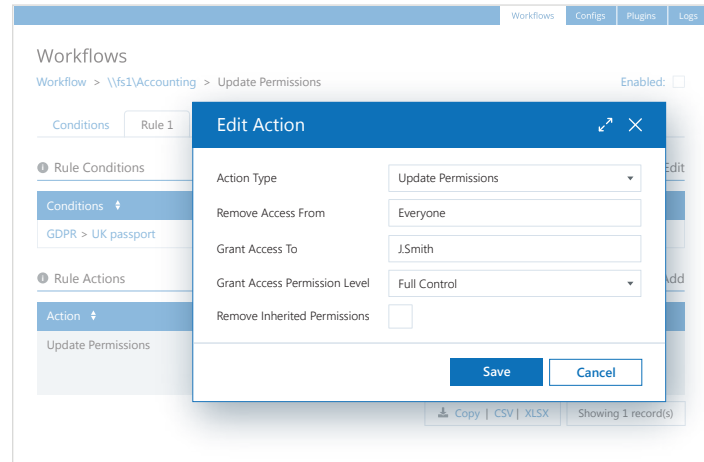 Workflows Configs Plugins Logs
Workflows
Workflow > \\fs1\Accounting > Update Permissions Enabled:
Conditions Rule 1
Edit Action
Rule Conditions Edit
Action Type Update Permissions
Conditions
Remove Access From Everyone
GDPR > UK passport
Grant Access To J.Smith
Rule Actions Add
Grant Access Permission Level Full Control
Action
Remove Inherited Permissions
Update Permissions
Save Cancel
Copy | CSV | XLSX Showing 1 record(s)